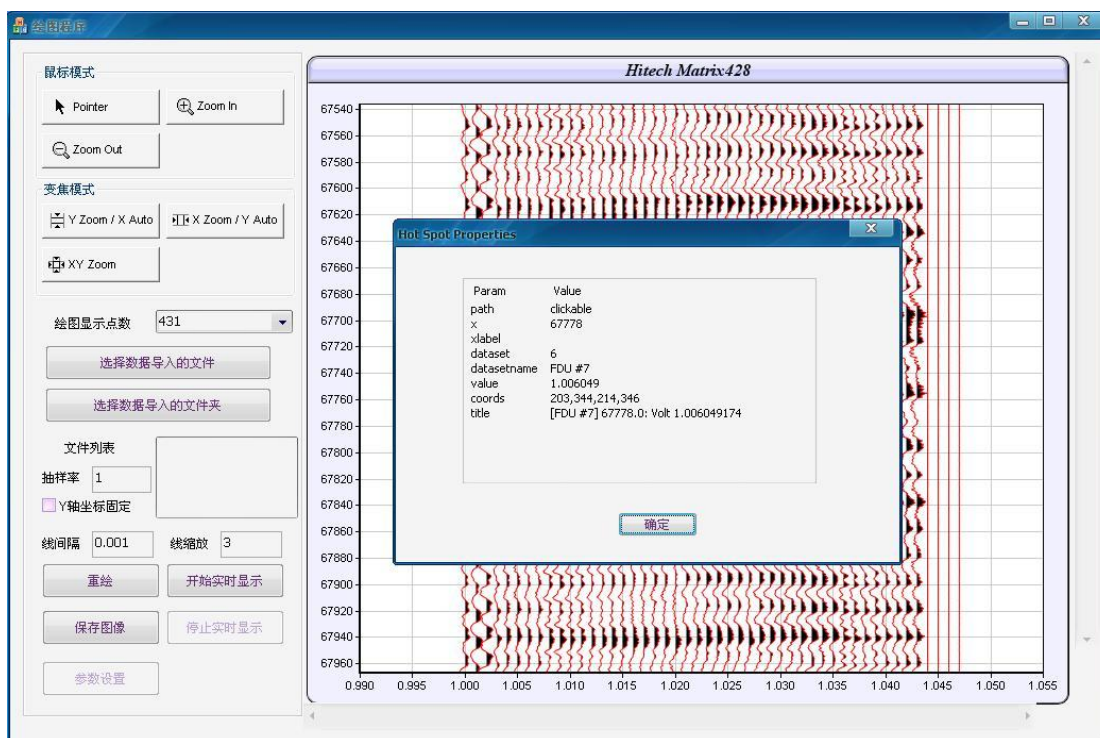 绘图程序
鼠标模式
Pointer
Zoom In
Zoom Out
变焦模式
Y Zoom / X Auto
X Zoom / Y Auto
XY Zoom
绘图显示点数 431
选择数据导入的文件
选择数据导入的文件夹
文件列表
抽样率 1
Y轴坐标固定
线间隔 0.001 线缩放 3
重绘 开始实时显示
保存图像 停止实时显示
参数设置
Hitech Matrix428
67540
67560
67580
67600
67620
67640
67660
67680
67700
67720
67740
67760
67780
67800
67820
67840
67860
67880
67900
67920
67940
67960
0.990 0.995 1.000 1.005 1.010 1.015 1.020 1.025 1.030 1.035 1.040 1.045 1.050 1.055
Hot Spot Properties
Param Value
path clickable
x 67778
xlabel
dataset 6
datasetname FDU #7
value 1.006049
coords 203,344,214,346
title [FDU #7] 67778.0: Volt 1.006049174
确定